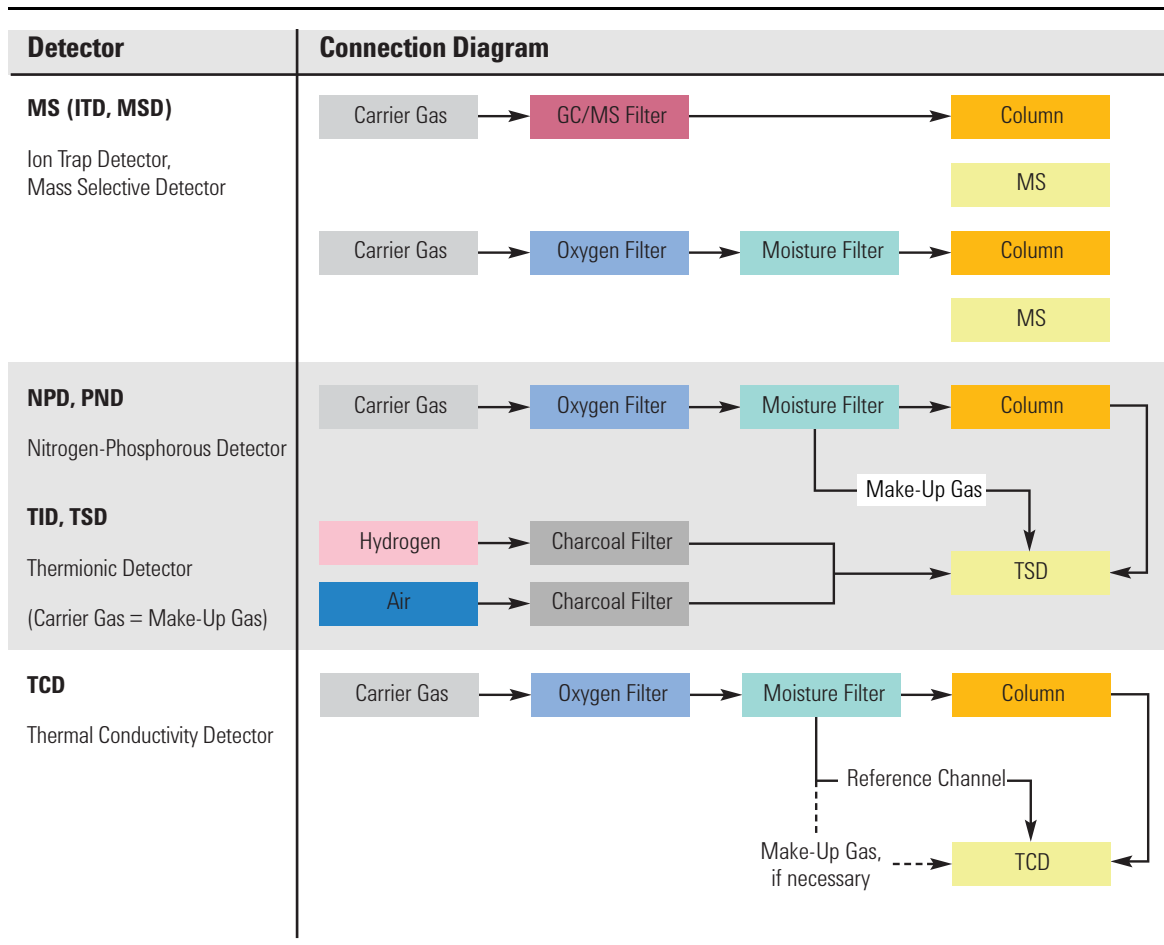 Detector
Connection Diagram
MS (ITD, MSD)
Ion Trap Detector,
Mass Selective Detector
Carrier Gas
GC/MS Filter
Column
MS
Carrier Gas
Oxygen Filter
Moisture Filter
Column
MS
NPD, PND
Nitrogen-Phosphorous Detector
TID, TSD
Thermionic Detector
(Carrier Gas = Make-Up Gas)
Carrier Gas
Oxygen Filter
Moisture Filter
Column
Make-Up Gas
Hydrogen
Charcoal Filter
TSD
Air
Charcoal Filter
TCD
Thermal Conductivity Detector
Carrier Gas
Oxygen Filter
Moisture Filter
Column
Reference Channel
Make-Up Gas,
if necessary
TCD